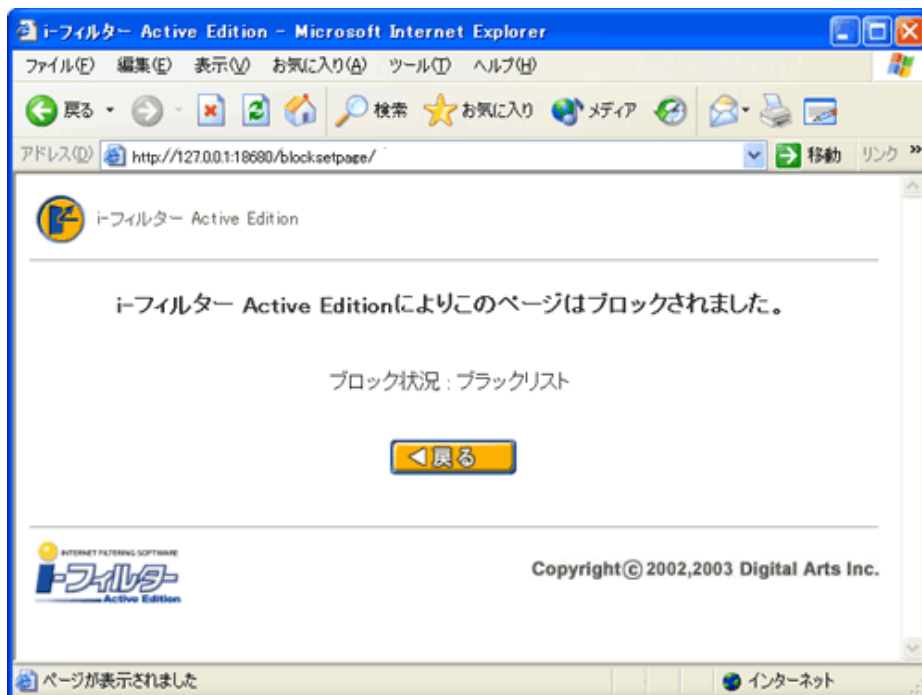 i-フィルター Active Edition - Microsoft Internet Explorer
ファイル(F) 編集(E) 表示(V) お気に入り(A) ツール(T) ヘルプ(H)
戻る 検索 お気に入り メディア
アドレス(D) http://127.0.0.1:18680/blocksetpage/ 移動 リンク »
i-フィルター Active Edition
i-フィルター Active Editionによりこのページはブロックされました。
ブロック状況 : ブラックリスト
戻る
INTERNET FILTERING SOFTWARE
i-フィルター
Active Edition
Copyright©2002,2003 Digital Arts Inc.
ページが表示されました インターネット